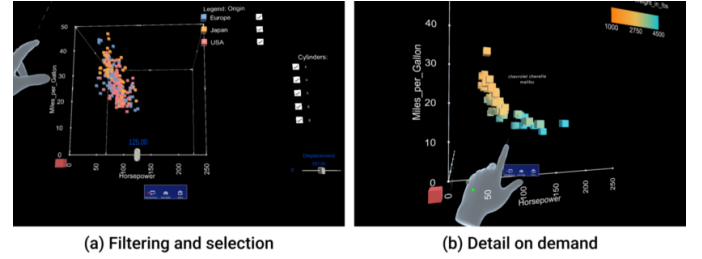 Legend: Origin
Europe
Japan
USA
Cylinders:
50
40
30
20
10
0
Miles_per_Gallon
125.00
0
50
100
150
200
250
Horsepower
Displacement
(a) Filtering and selection
1000
2750
4500
40
30
20
10
0
Miles_per_Gallon
chevrolet chevelle
malibu
0
50
100
150
200
250
Horsepower
(b) Detail on demand